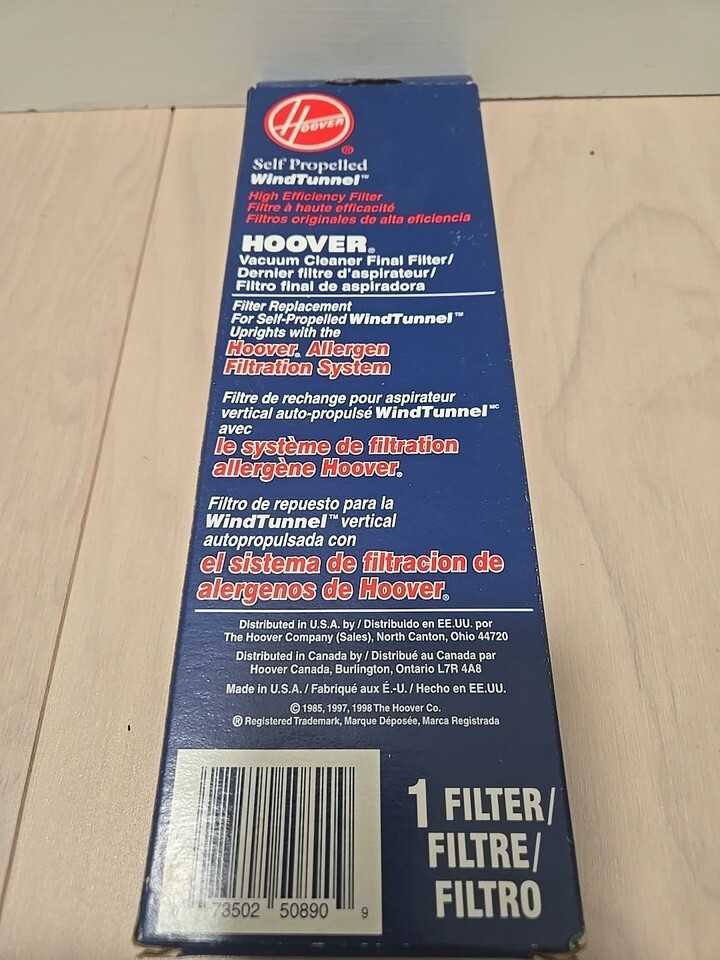 HOOVER
®
Self Propelled
WindTunnel™
High Efficiency Filter
Filtre à haute efficacité
Filtros originales de alta eficiencia
HOOVER®
Vacuum Cleaner Final Filter/
Dernier filtre d'aspirateur/
Filtro final de aspiradora
Filter Replacement
For Self-Propelled WindTunnel™
Uprights with the
Hoover® Allergen
Filtration System
Filtre de rechange pour aspirateur
vertical auto-propulsé WindTunnel MC
avec
le système de filtration
allergène Hoover®
Filtro de repuesto para la
WindTunnel™ vertical
autopropulsada con
el sistema de filtracion de
alergenos de Hoover®
Distributed in U.S.A. by / Distribuido en EE.UU. por
The Hoover Company (Sales), North Canton, Ohio 44720
Distributed in Canada by / Distribué au Canada par
Hoover Canada, Burlington, Ontario L7R 4A8
Made in U.S.A. / Fabriqué aux É.-U. / Hecho en EE.UU.
© 1985, 1997, 1998 The Hoover Co.
® Registered Trademark, Marque Déposée, Marca Registrada
0 73502 50890 9
1 FILTER/
FILTRE/
FILTRO